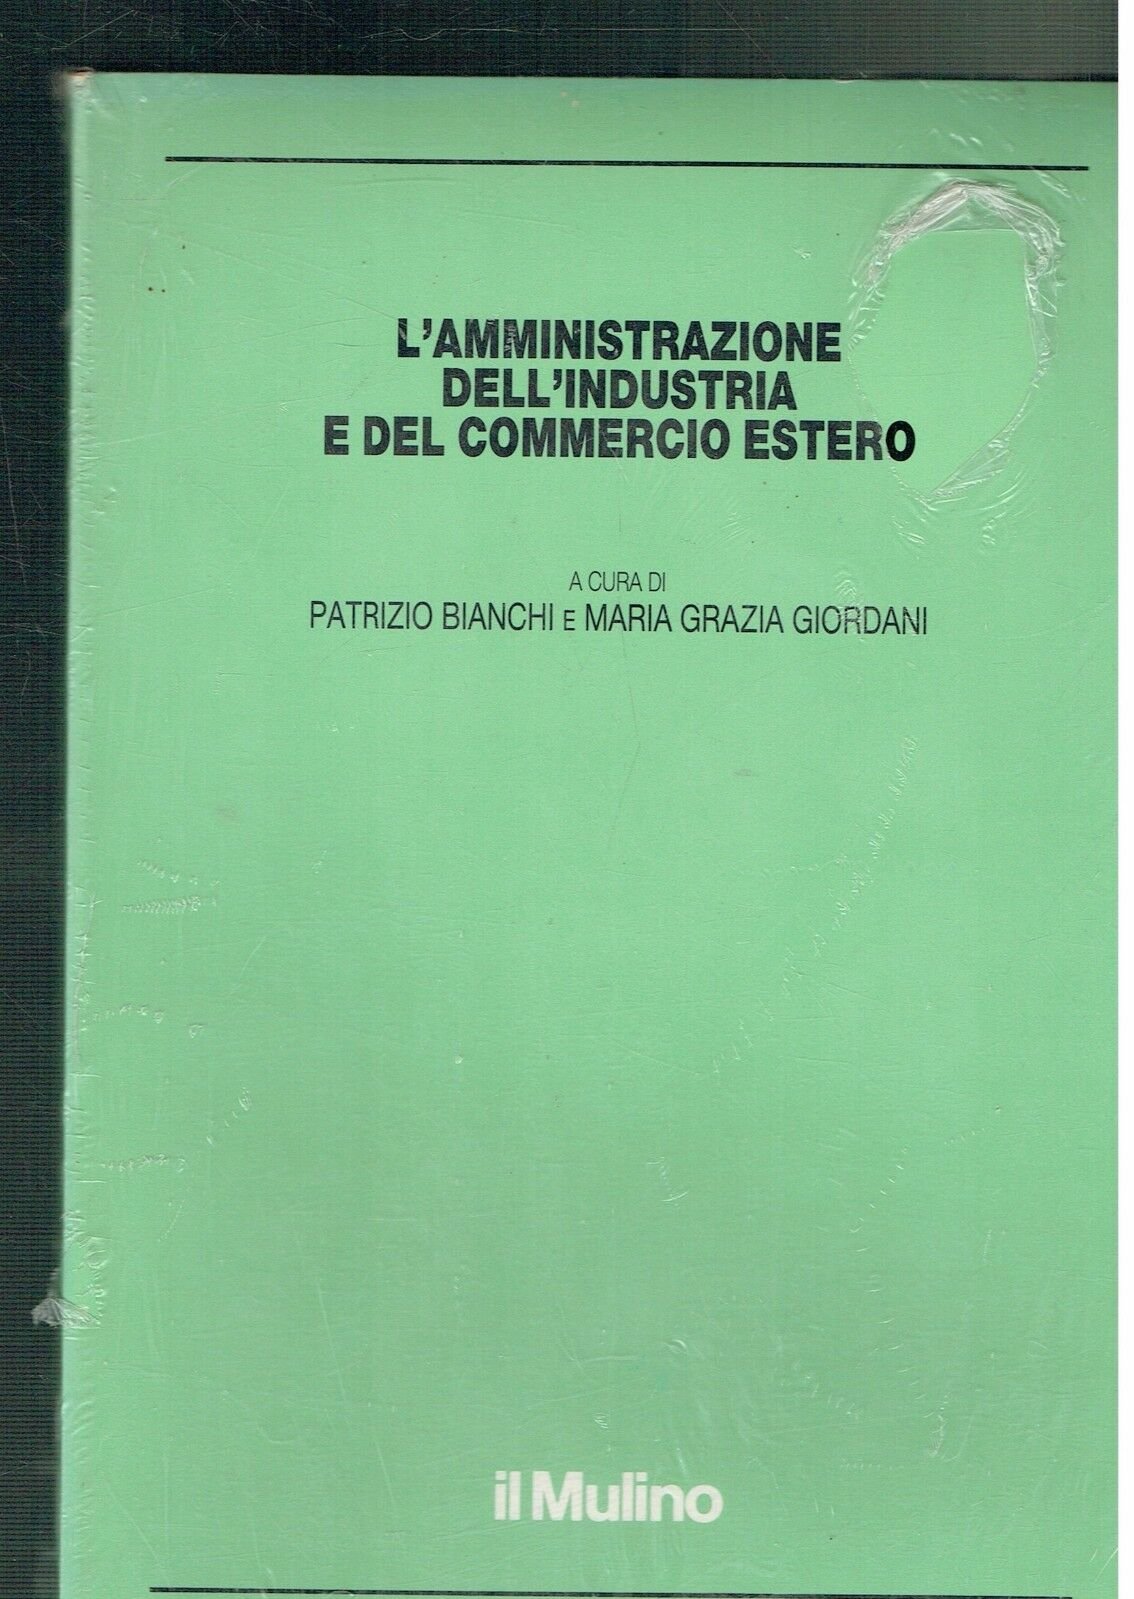 L'AMMINISTRAZIONE
DELL'INDUSTRIA
E DEL COMMERCIO ESTERO
A CURA DI
PATRIZIO BIANCHI E MARIA GRAZIA GIORDANI
il Mulino